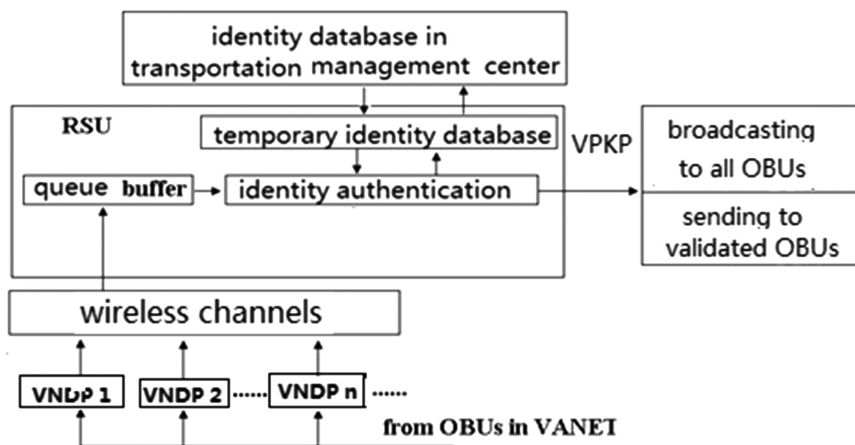 identity database in
transportation management center
RSU
temporary identity database
VPKP
broadcasting
to all OBUs
queue buffer
identity authentication
sending to
validated OBUs
wireless channels
VNDP 1
VNDP 2
......
VNDP n
......
from OBUs in VANET